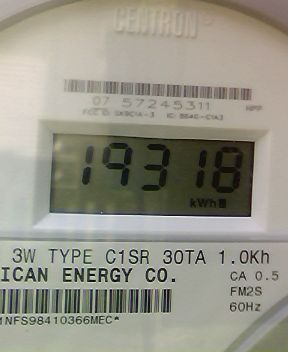 CENTRON®
07 57245311
19318
kWh
3W TYPE C1SR 30TA 1.0Kh
ICAN ENERGY CO.
CA 0.5
FM2S
60Hz
NFS98410366MEC*